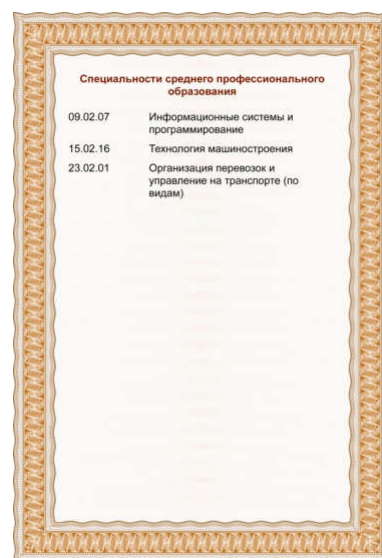 Специальности среднего профессионального
образования
09.02.07 Информационные системы и
программирование
15.02.16 Технология машиностроения
23.02.01 Организация перевозок и
управление на транспорте (по
видам)